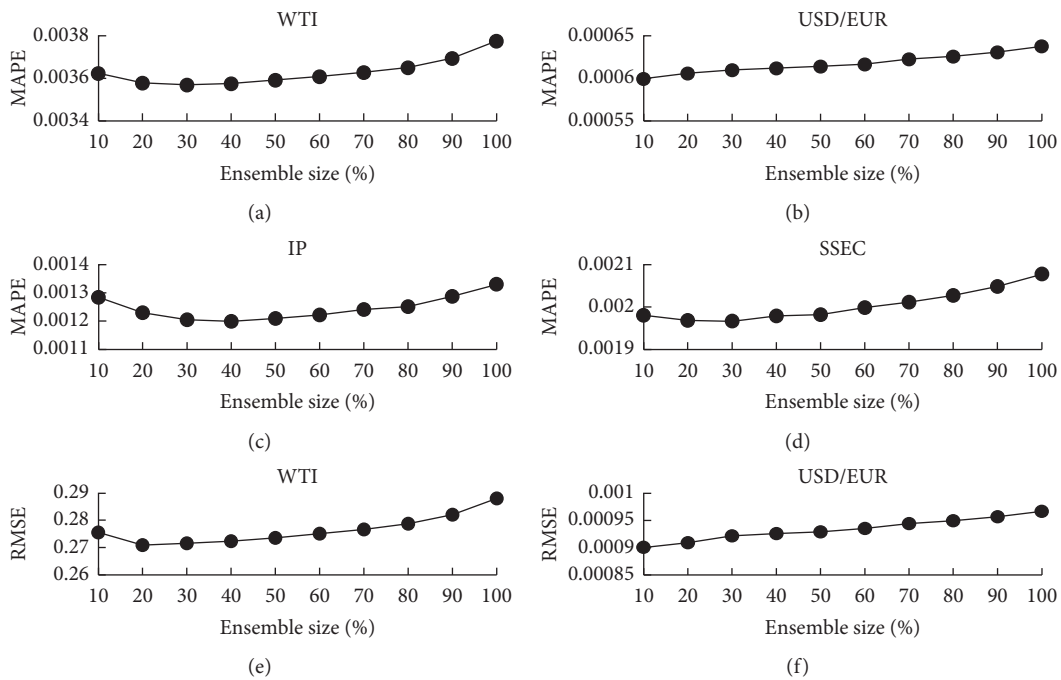 WTI
0.0038
0.0036
0.0034
MAPE
10 20 30 40 50 60 70 80 90 100
Ensemble size (%)
(a)
USD/EUR
0.00065
0.0006
0.00055
MAPE
10 20 30 40 50 60 70 80 90 100
Ensemble size (%)
(b)
IP
0.0014
0.0013
0.0012
0.0011
MAPE
10 20 30 40 50 60 70 80 90 100
Ensemble size (%)
(c)
SSEC
0.0021
0.002
0.0019
MAPE
10 20 30 40 50 60 70 80 90 100
Ensemble size (%)
(d)
WTI
0.29
0.28
0.27
0.26
RMSE
10 20 30 40 50 60 70 80 90 100
Ensemble size (%)
(e)
USD/EUR
0.001
0.00095
0.0009
0.00085
RMSE
10 20 30 40 50 60 70 80 90 100
Ensemble size (%)
(f)